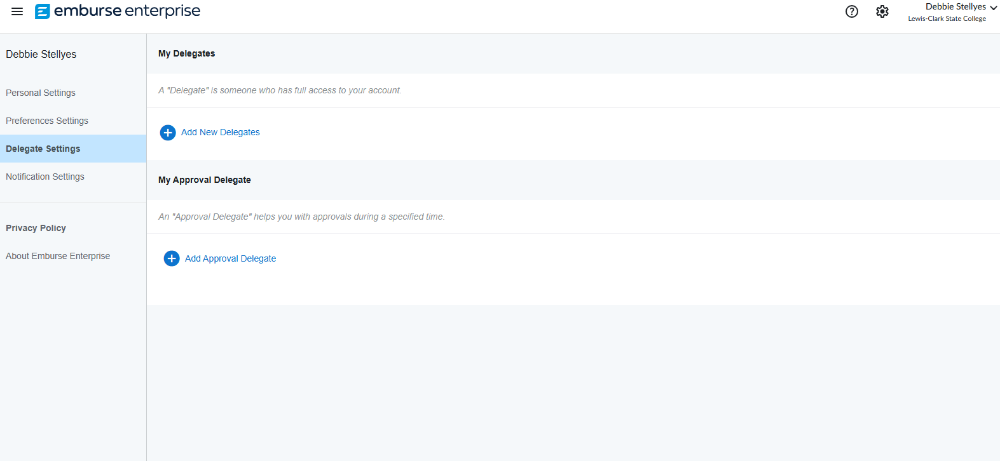 emburse enterprise
Debbie Stellyes
Lewis-Clark State College
Debbie Stellyes
Personal Settings
Preferences Settings
Delegate Settings
Notification Settings
Privacy Policy
About Emburse Enterprise
My Delegates
A "Delegate" is someone who has full access to your account.
Add New Delegates
My Approval Delegate
An "Approval Delegate" helps you with approvals during a specified time.
Add Approval Delegate